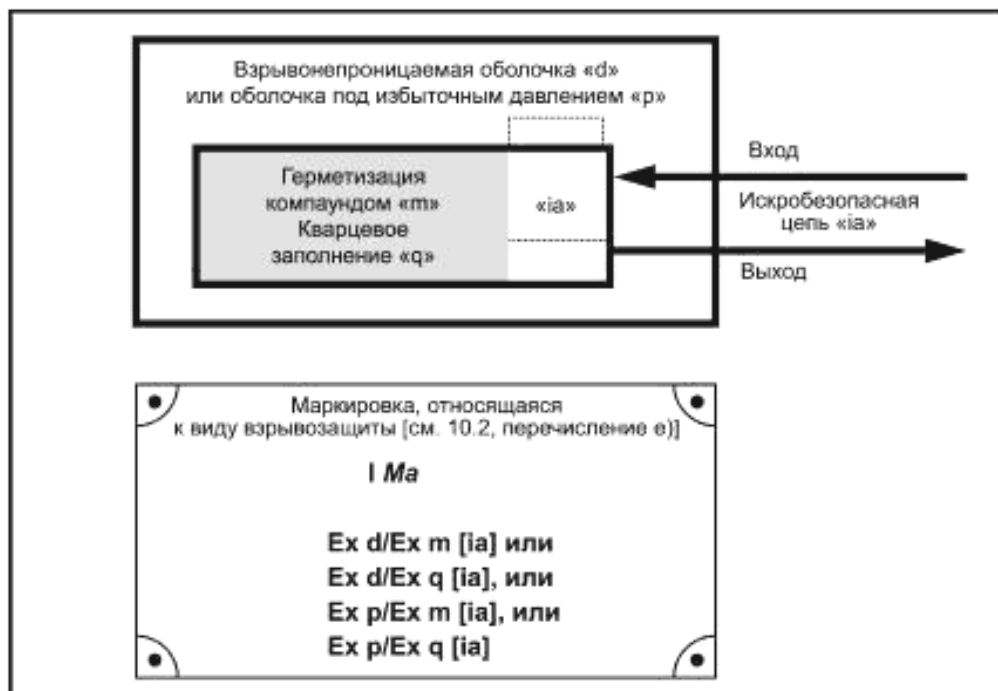 Взрывонепроницаемая оболочка «d»
или оболочка под избыточным давлением «p»
Герметизация
компаундом «m»
Кварцевое
заполнение «q»
«ia»
Вход
Искробезопасная
цепь «ia»
Выход
Маркировка, относящаяся
к виду взрывозащиты [см. 10.2, перечисление е)]
I Ma
Ex d/Ex m [ia] или
Ex d/Ex q [ia], или
Ex p/Ex m [ia], или
Ex p/Ex q [ia]